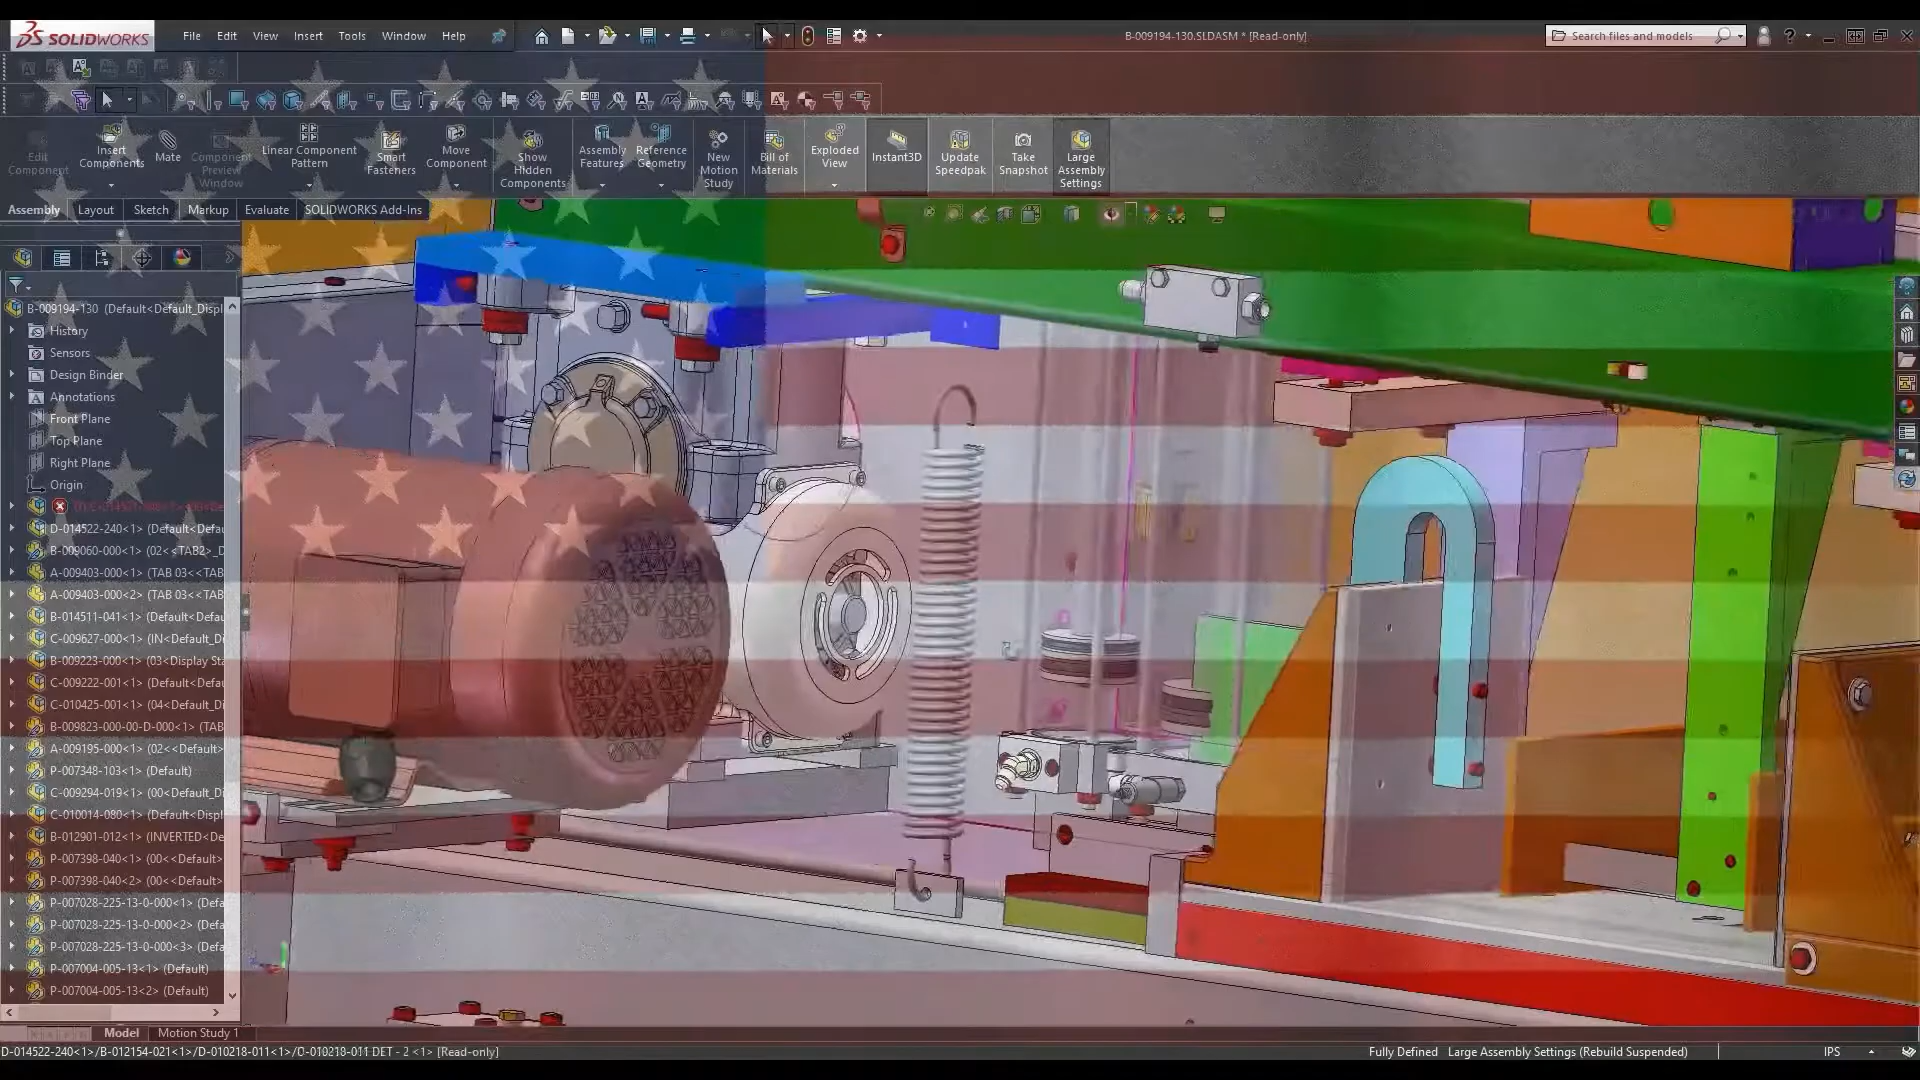 SOLIDWORKS
File Edit View Insert Tools Window Help
B-009194-130.SLDASM * [Read-only]
Search files and models
Edit Component
Insert Components
Mate
Component Preview Window
Linear Component Pattern
Smart Fasteners
Move Component
Show Hidden Components
Assembly Features
Reference Geometry
New Motion Study
Bill of Materials
Exploded View
Instant3D
Update Speedpak
Take Snapshot
Large Assembly Settings
Assembly Layout Sketch Markup Evaluate SOLIDWORKS Add-Ins
B-009194-130 (Default<Default_Displ
History
Sensors
Design Binder
Annotations
Front Plane
Top Plane
Right Plane
Origin
D-014522-240<1> (Default<Defau
B-009060-000<1> (02<<TAB2>_D
A-009403-000<1> (TAB 03<<TAB
A-009403-000<2> (TAB 03<<TAB
B-014511-041<1> (Default<Defau
C-009627-000<1> (IN<Default_Di
B-009223-000<1> (03<Display Sta
C-009222-001<1> (Default<Defau
C-010425-001<1> (04<Default_Di
B-009823-000-00-D-000<1> (TAB
A-009195-000<1> (02<<Default>
P-007348-103<1> (Default)
C-009294-019<1> (00<Default_Di
C-010014-080<1> (Default<Displ
B-012901-012<1> (INVERTED<De
P-007398-040<1> (00<<Default>
P-007398-040<2> (00<<Default>
P-007028-225-13-0-000<1> (Defa
P-007028-225-13-0-000<2> (Defa
P-007028-225-13-0-000<3> (Defa
P-007004-005-13<1> (Default)
P-007004-005-13<2> (Default)
Model Motion Study 1
D-014522-240<1>/B-012154-021<1>/D-010218-011<1>/O-010218-011 DET - 2 <1> [Read-only]
Fully Defined Large Assembly Settings (Rebuild Suspended) IPS